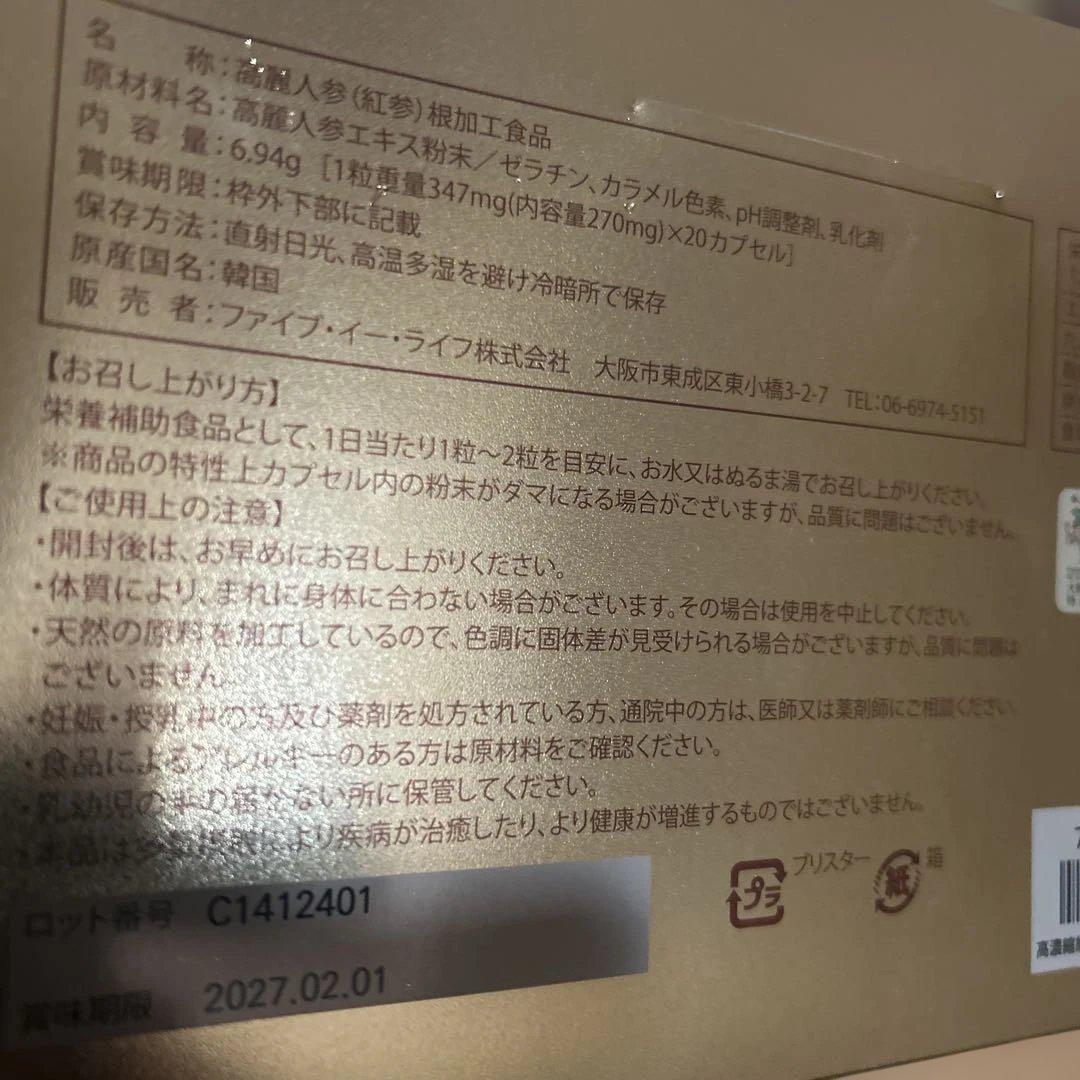 名称：高麗人参（紅参）根加工食品
原材料名：高麗人参エキス粉末／ゼラチン、カラメル色素、pH調整剤、乳化剤
内容量：6.94g［1粒重量347mg(内容量270mg)×20カプセル］
賞味期限：枠外下部に記載
保存方法：直射日光、高温多湿を避け冷暗所で保存
原産国名：韓国
販売者：ファイブ・イー・ライフ株式会社 大阪市東成区東小橋3-2-7 TEL：06-6974-5151
【お召し上がり方】
栄養補助食品として、1日当たり1粒～2粒を目安に、お水又はぬるま湯でお召し上がりください。
※商品の特性上カプセル内の粉末がダマになる場合がございますが、品質に問題はございません。
【ご使用上の注意】
・開封後は、お早めにお召し上がりください。
・体質により、まれに身体に合わない場合がございます。その場合は使用を中止してください。
・天然の原料を加工しているので、色調に固体差が見受けられる場合がございますが、品質に問題は
ございません。
・妊娠・授乳中の方及び薬剤を処方されている方、通院中の方は、医師又は薬剤師にご相談ください。
・食品によるアレルギーのある方は原材料をご確認ください。
・乳幼児の手の届かない所に保管してください。
・本品は多量摂取により疾病が治癒したり、より健康が増進するものではございません。
プラ ブリスター 紙 箱
ロット番号 C1412401
賞味期限 2027.02.01
高濃縮